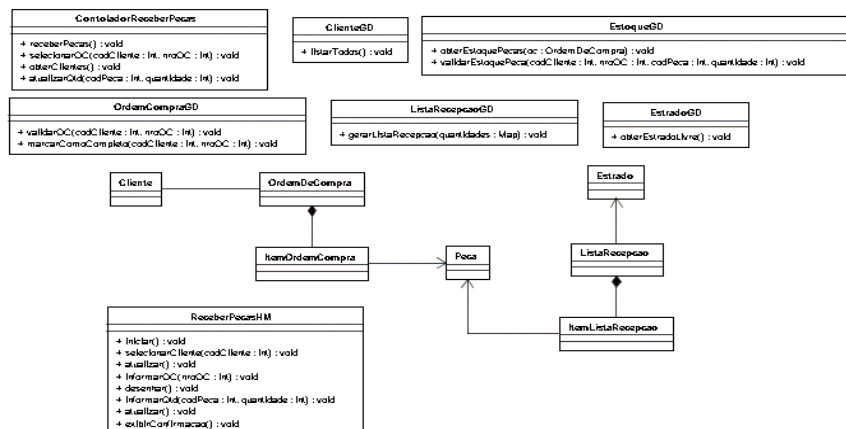 ContoladorReceberPecas
+ receberPecas() : void
+ selecionarOC(codCliente : Int, nroOC : Int) : void
+ obterClientes() : void
+ atualizarQtd(codPeca : Int, quantidade : Int) : void
ClienteGD
+ listarTodos() : void
EstoqueGD
+ obterEstoquePecas(oc : OrdemDeCompra) : void
+ validarEstoquePeca(codCliente : Int, nroOC : Int, codPeca : Int, quantidade : Int) : void
OrdemCompraGD
+ validarOC(codCliente : Int, nroOC : Int) : void
+ marcarComoCompleta(codCliente : Int, nroOC : Int) : void
ListaRecepcaoGD
+ gerarListaRecepcao(quantidades : Map) : void
EstradoGD
+ obterEstradoLivre() : void
Cliente
OrdemDeCompra
Estrado
ItemOrdemCompra
Peca
ListaRecepcao
ItemListaRecepcao
ReceberPecasHM
+ iniciar() : void
+ selecionarCliente(codCliente : Int) : void
+ atualizar() : void
+ informarOC(nroOC : Int) : void
+ desenhar() : void
+ informarQtd(codPeca : Int, quantidade : Int) : void
+ atualizar() : void
+ exibirConfirmacao() : void